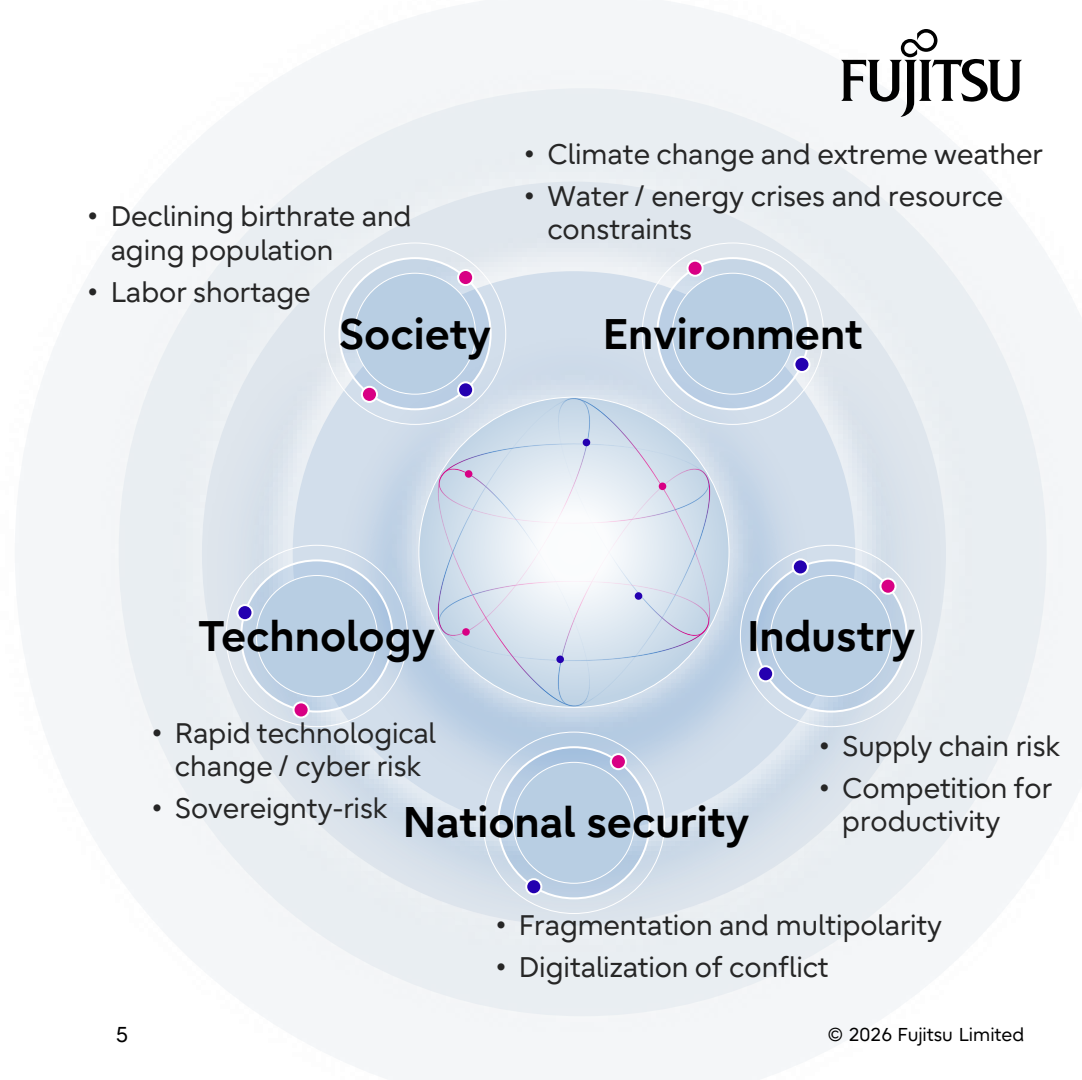 FUJITSU
• Climate change and extreme weather
• Water / energy crises and resource
constraints
• Declining birthrate and
aging population
• Labor shortage
Society
Environment
Technology
Industry
• Rapid technological
change / cyber risk
• Sovereignty-risk
• Supply chain risk
• Competition for
productivity
National security
• Fragmentation and multipolarity
• Digitalization of conflict
5
© 2026 Fujitsu Limited